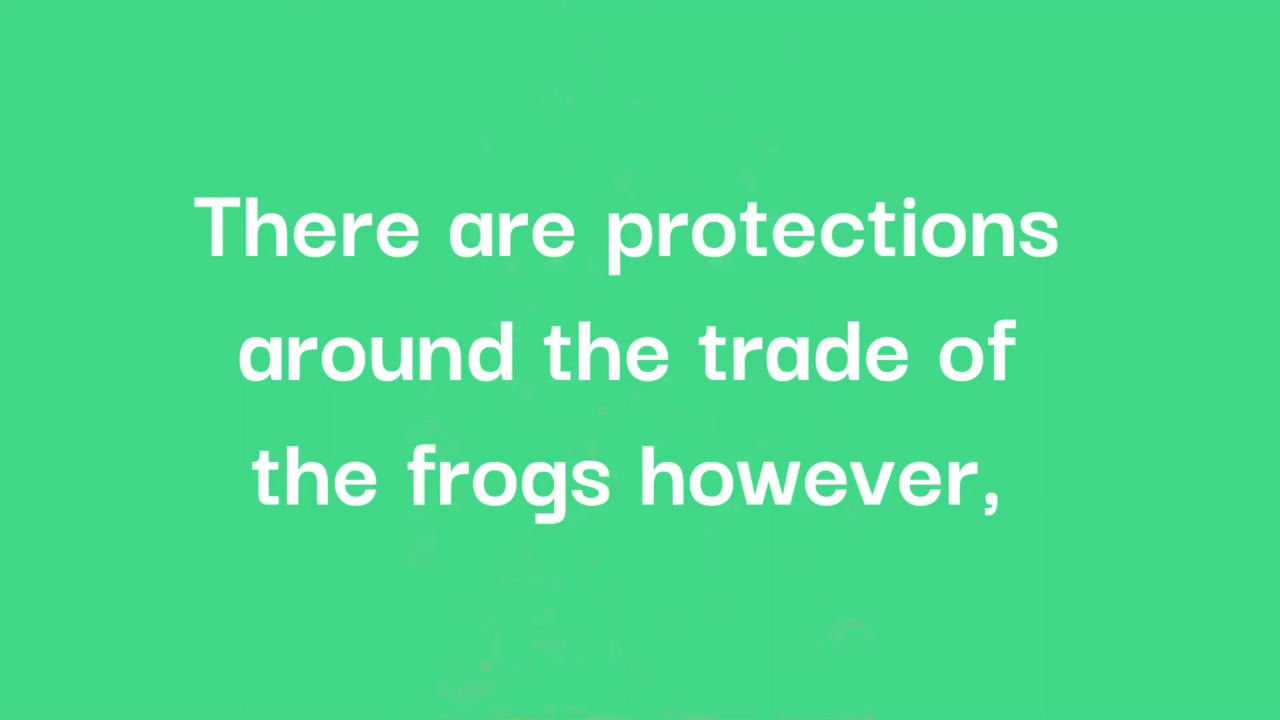 There are protections
around the trade of
the frogs however,